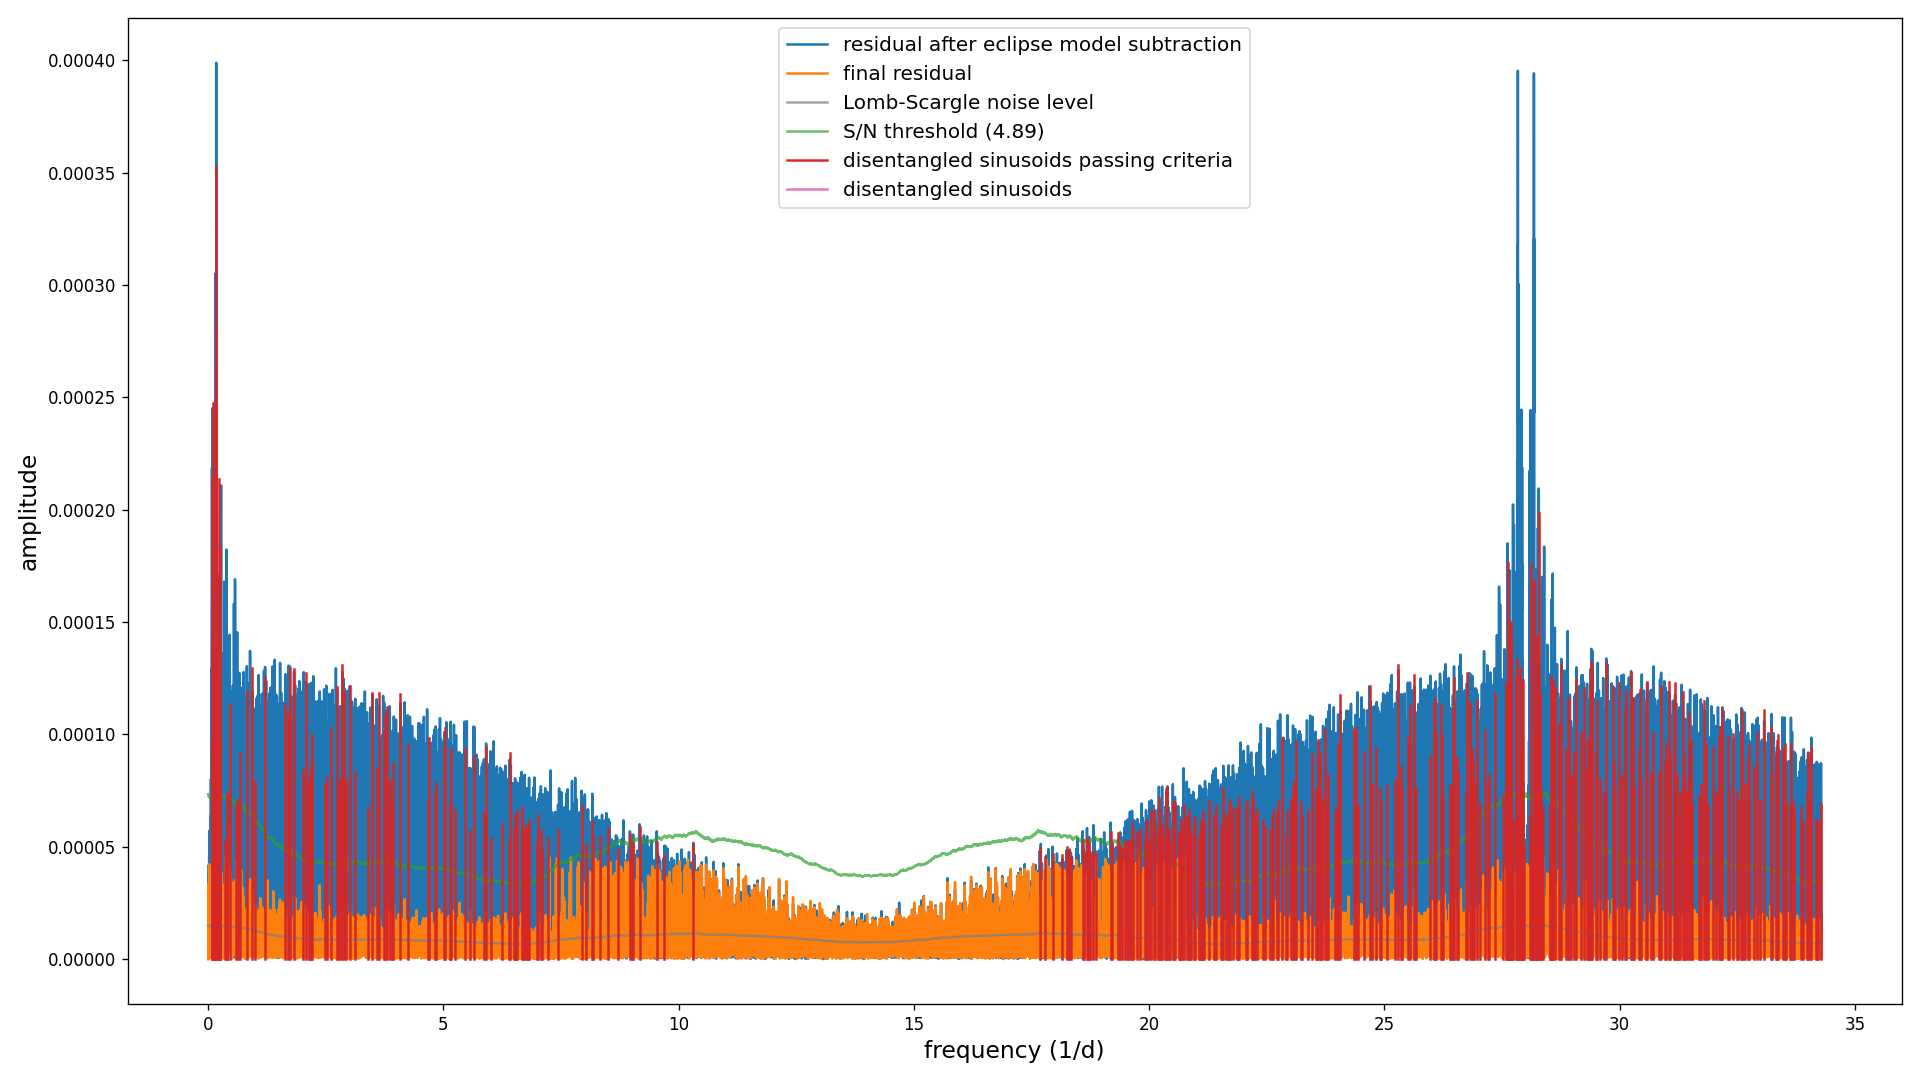 residual after eclipse model subtraction
final residual
Lomb-Scargle noise level
S/N threshold (4.89)
disentangled sinusoids passing criteria
disentangled sinusoids
amplitude
0.00040
0.00035
0.00030
0.00025
0.00020
0.00015
0.00010
0.00005
0.00000
0 5 10 15 20 25 30 35
frequency (1/d)